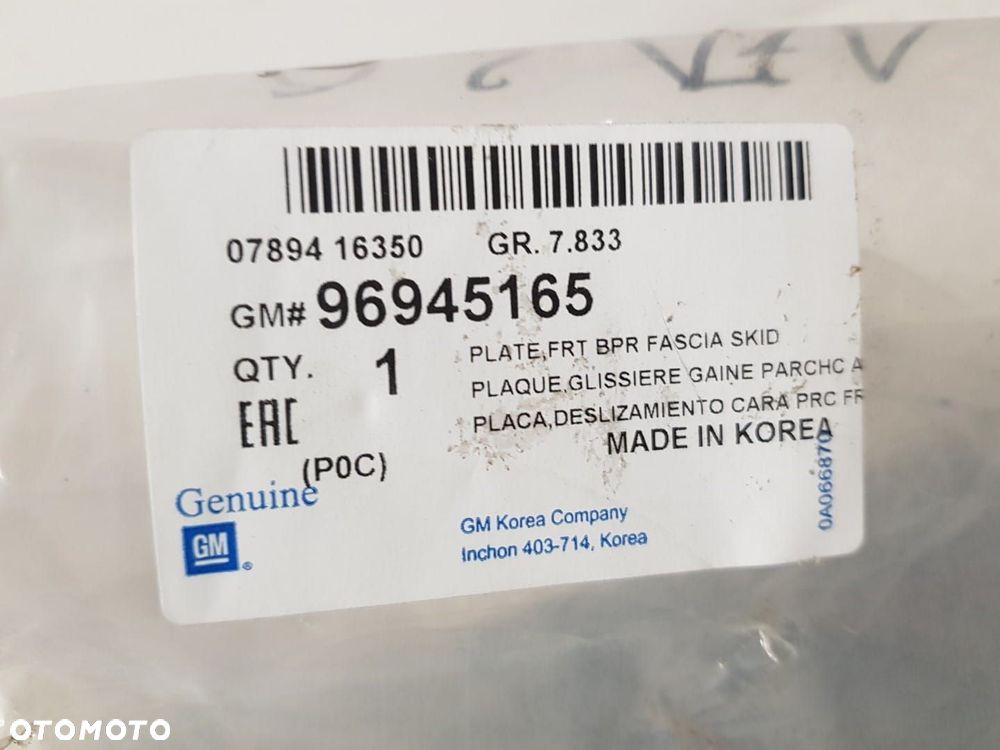 07894 16350 GR. 7.833
GM# 96945165
QTY. 1
PLATE,FRT BPR FASCIA SKID
PLAQUE,GLISSIERE GAINE PARCHC A
PLACA,DESLIZAMIENTO CARA PRC FR
MADE IN KOREA
EAC
(P0C)
Genuine
GM
®
GM Korea Company
Inchon 403-714, Korea
0A066870
OTOMOTO